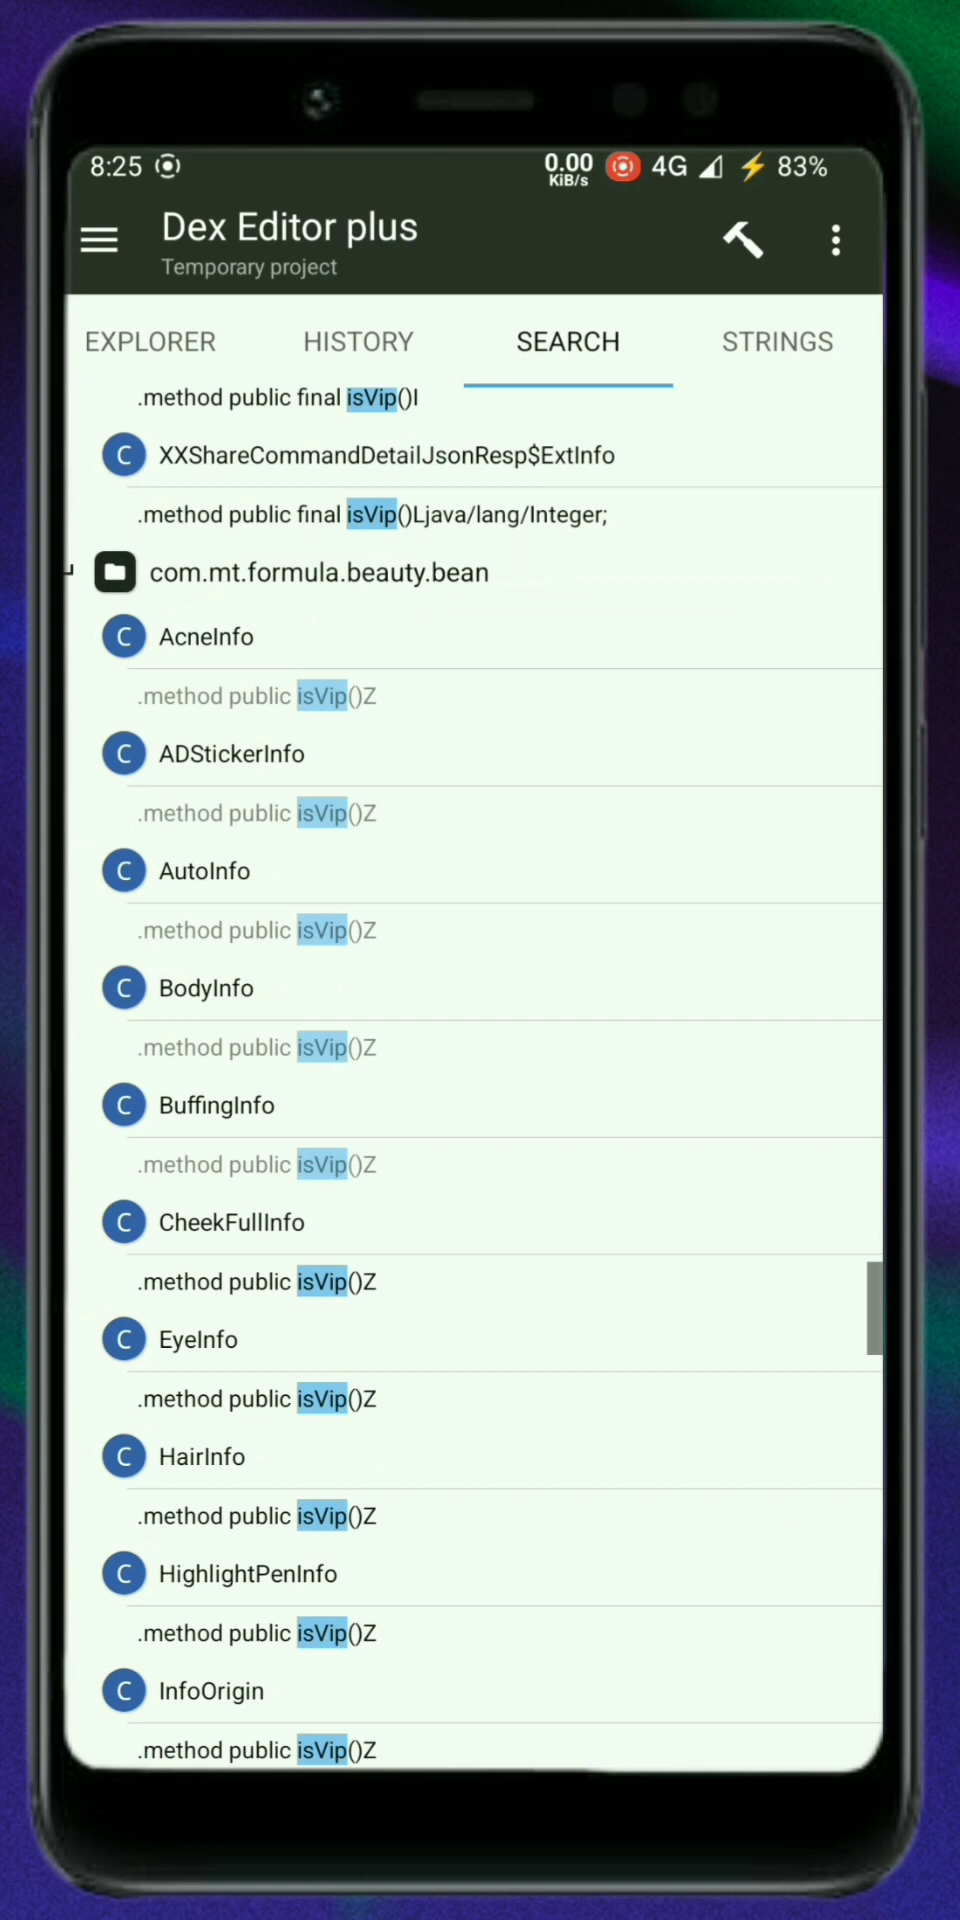 8:25
0.00
KiB/s
4G
83%
Dex Editor plus
Temporary project
EXPLORER
HISTORY
SEARCH
STRINGS
.method public final isVip()I
C
XXShareCommandDetailJsonResp$ExtInfo
.method public final isVip()Ljava/lang/Integer;
com.mt.formula.beauty.bean
C
AcneInfo
.method public isVip()Z
C
ADStickerInfo
.method public isVip()Z
C
AutoInfo
.method public isVip()Z
C
BodyInfo
.method public isVip()Z
C
BuffingInfo
.method public isVip()Z
C
CheekFullInfo
.method public isVip()Z
C
EyeInfo
.method public isVip()Z
C
HairInfo
.method public isVip()Z
C
HighlightPenInfo
.method public isVip()Z
C
InfoOrigin
.method public isVip()Z